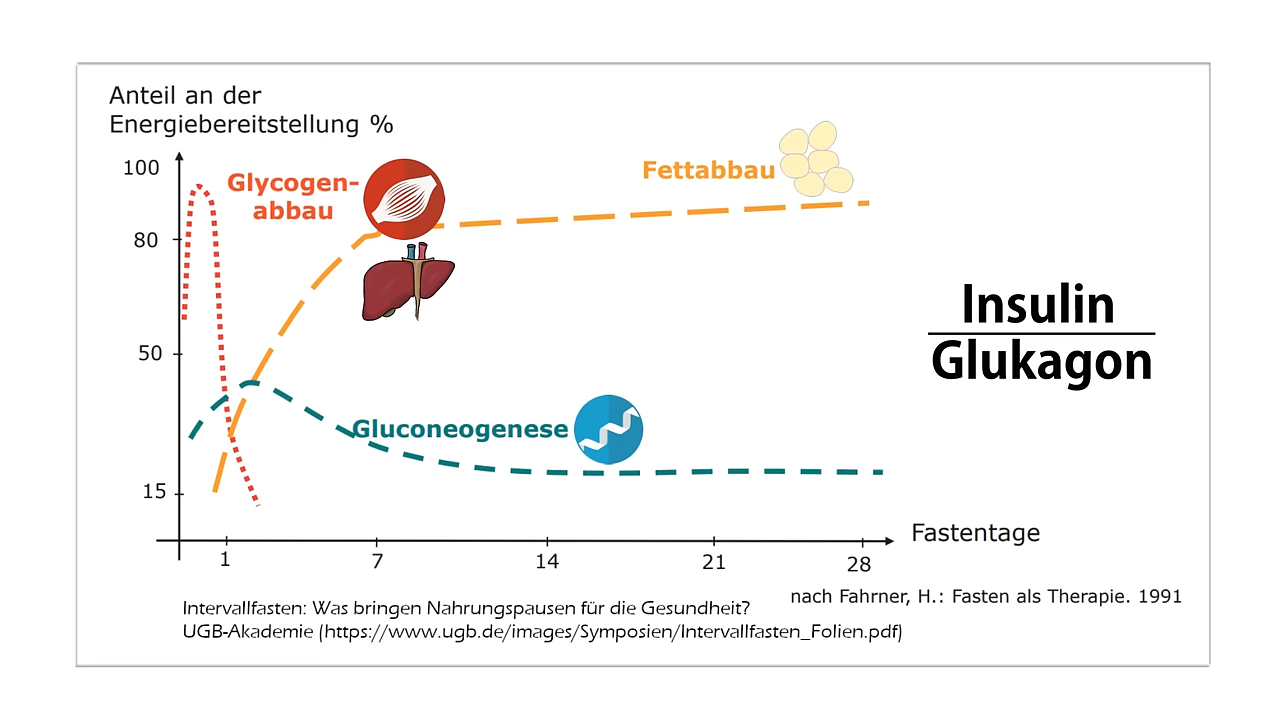 Anteil an der
Energiebereitstellung %
100
80
50
15
Glycogen-
abbau
Fettabbau
Gluconeogenese
Insulin
Glukagon
Fastentage
1
7
14
21
28
nach Fahrner, H.: Fasten als Therapie. 1991
Intervallfasten: Was bringen Nahrungspausen für die Gesundheit?
UGB-Akademie (https://www.ugb.de/images/Symposien/Intervallfasten_Folien.pdf)